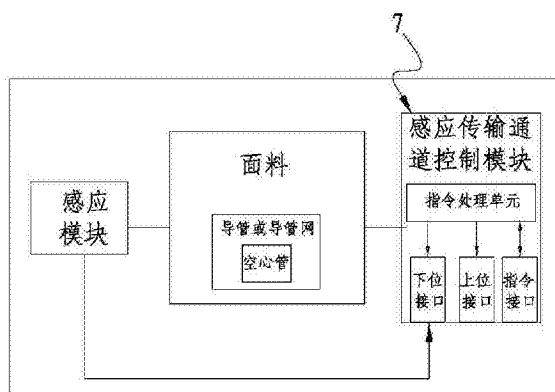 7
感应传输通
道控制模块
面料
感应
模块
指令处理单元
导管或导管网
空心管
下位
接口
上位
接口
指令
接口